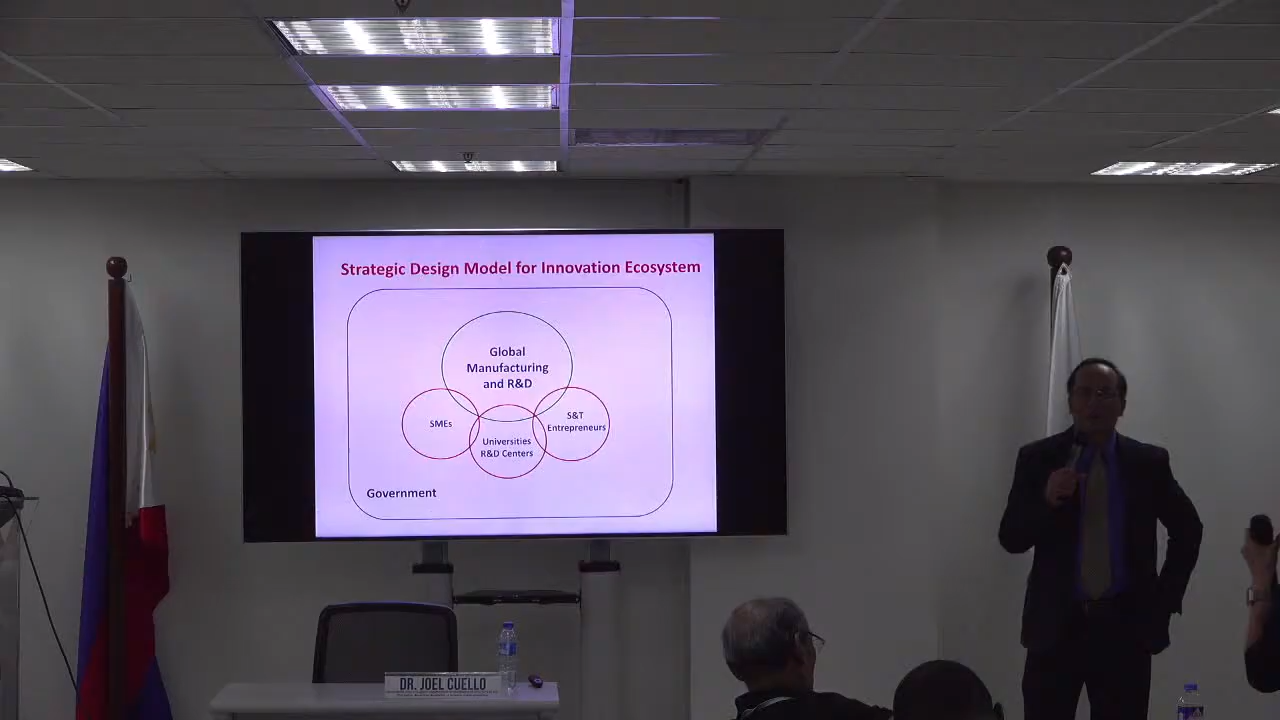 Strategic Design Model for Innovation Ecosystem
Global
Manufacturing
and R&D
SMEs
S&T
Entrepreneurs
Universities
R&D Centers
Government
DR. JOEL CUELLO